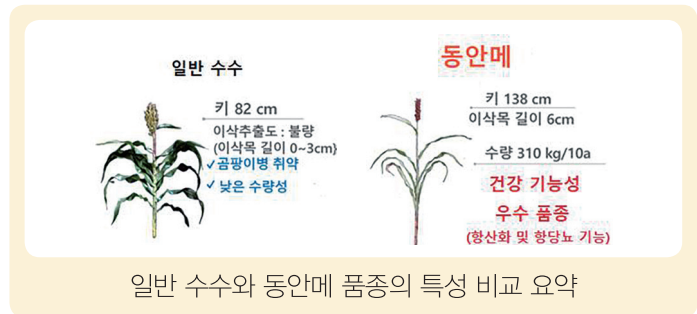 일반 수수
키 82 cm
이삭추출도 : 불량
(이삭목 길이 0~3cm}
✓곰팡이병 취약
✓낮은 수량성
동안메
키 138 cm
이삭목 길이 6cm
수량 310 kg/10a
건강 기능성
우수 품종
(항산화 및 항당뇨 기능)
일반 수수와 동안메 품종의 특성 비교 요약